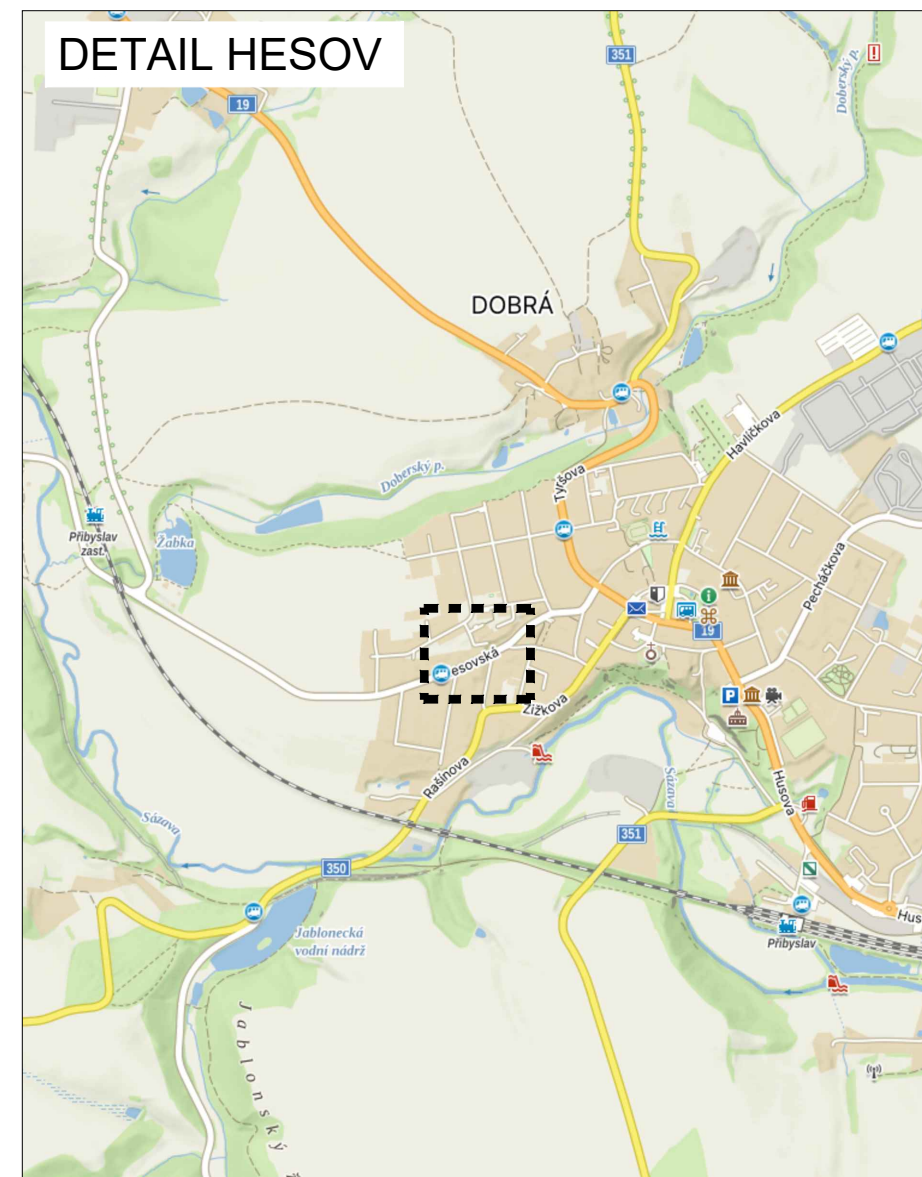 DETAIL HESOV
351
Doberský p.
19
DOBRÁ
Havlíčkova
Doberský p.
Tyršova
Přibyslav
zast.
Žabka
Pecháčkova
19
esovská
Žižkova
Rašínova
Sázava
Husova
Sázava
351
350
Jablonecká
vodní nádrž
Hus
Přibyslav
Jablonský